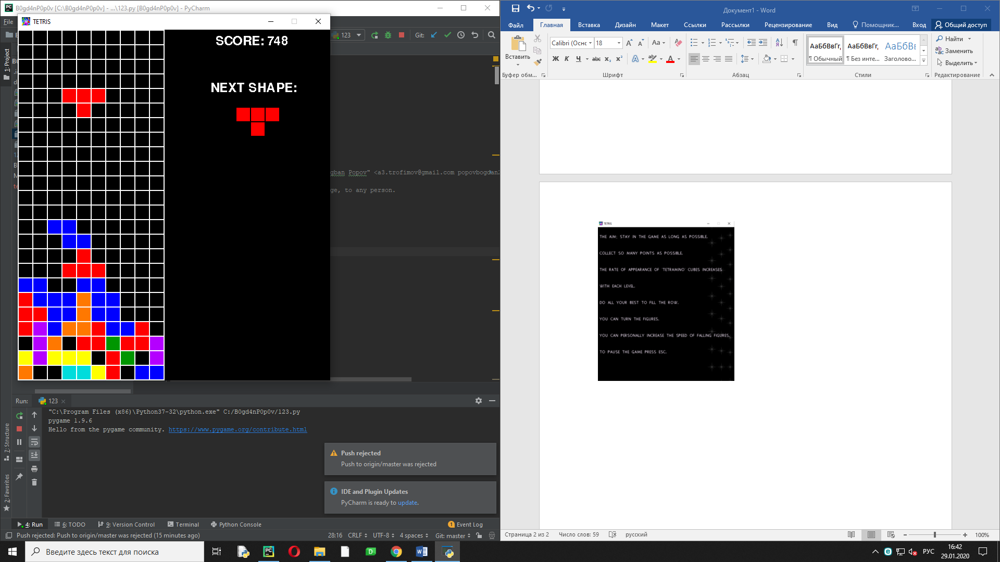 B0gd4nP0p0v [C:\B0gd4nP0p0v] - ...\123.py [B0gd4nP0p0v] - PyCharm
File
TETRIS
SCORE: 748
NEXT SHAPE:
123
Git:
1: Project
gban Popov" <a3.trofimov@gmail.com popovbogdan2
ge, to any person.
Run:
123
"C:\Program Files (x86)\Python37-32\python.exe" C:/B0gd4nP0p0v/123.py
pygame 1.9.6
Hello from the pygame community. https://www.pygame.org/contribute.html
7: Structure
2: Favorites
Push rejected
Push to origin/master was rejected
IDE and Plugin Updates
PyCharm is ready to update.
4: Run
6: TODO
9: Version Control
Terminal
Python Console
1 Event Log
Push rejected: Push to origin/master was rejected (15 minutes ago)
28:16 CRLF UTF-8 4 spaces Git: master
Документ1 - Word
Файл Главная Вставка Дизайн Макет Ссылки Рассылки Рецензирование Вид Помощник... Вход Общий доступ
Вставить
Буфер обм...
Calibri (Оснс 18
Ж К Ч abc x₂ x²
Шрифт
Абзац
АаБбВвГг, АаБбВвГг, АаБбВв
¶ Обычный ¶ Без инте... Заголово...
Стили
Найти
Заменить
Выделить
Редактирование
TETRIS
THE AIM: STAY IN THE GAME AS LONG AS POSSIBLE.
COLLECT SO MANY POINTS AS POSSIBLE.
THE RATE OF APPEARANCE OF 'TETRAMINO' CUBES INCREASES
WITH EACH LEVEL.
DO ALL YOUR BEST TO FILL THE ROW.
YOU CAN TURN THE FIGURES.
YOU CAN PERSONALLY INCREASE THE SPEED OF FALLING FIGURES.
TO PAUSE THE GAME PRESS ESC.
Страница 2 из 2 Число слов: 59 русский
100%
Введите здесь текст для поиска
РУС
16:42
29.01.2020